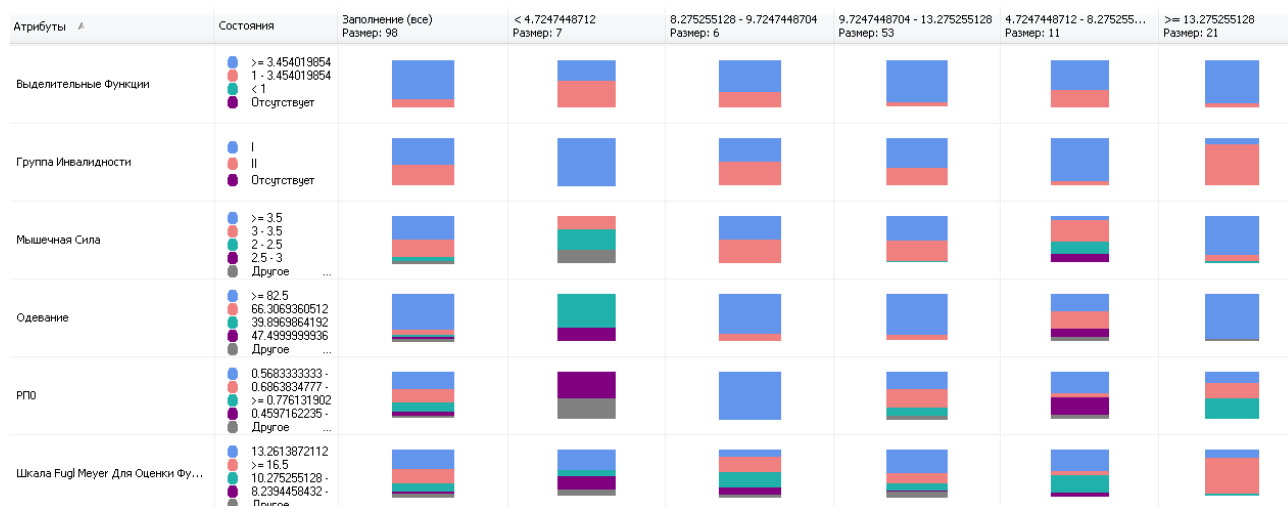 Атрибуты
Состояния
Заполнение (все)
Размер: 98
< 4.7247448712
Размер: 7
8.275255128 - 9.7247448704
Размер: 6
9.7247448704 - 13.275255128
Размер: 53
4.7247448712 - 8.275255...
Размер: 11
>= 13.275255128
Размер: 21
Выделительные Функции
>= 3.454019854
1 - 3.454019854
< 1
Отсутствует
Группа Инвалидности
I
II
Отсутствует
Мышечная Сила
>= 3.5
3 - 3.5
2 - 2.5
2.5 - 3
Другое ...
Одевание
>= 82.5
66.3069360512
39.8969864192
47.4999999936
Другое ...
РП0
0.5683333333 -
0.6863834777 -
>= 0.776131902
0.4597162235 -
Другое ...
Шкала Fugl Meyer Для Оценки Фу...
13.2613872112
>= 16.5
10.275255128 -
8.2394458432 -
Другое